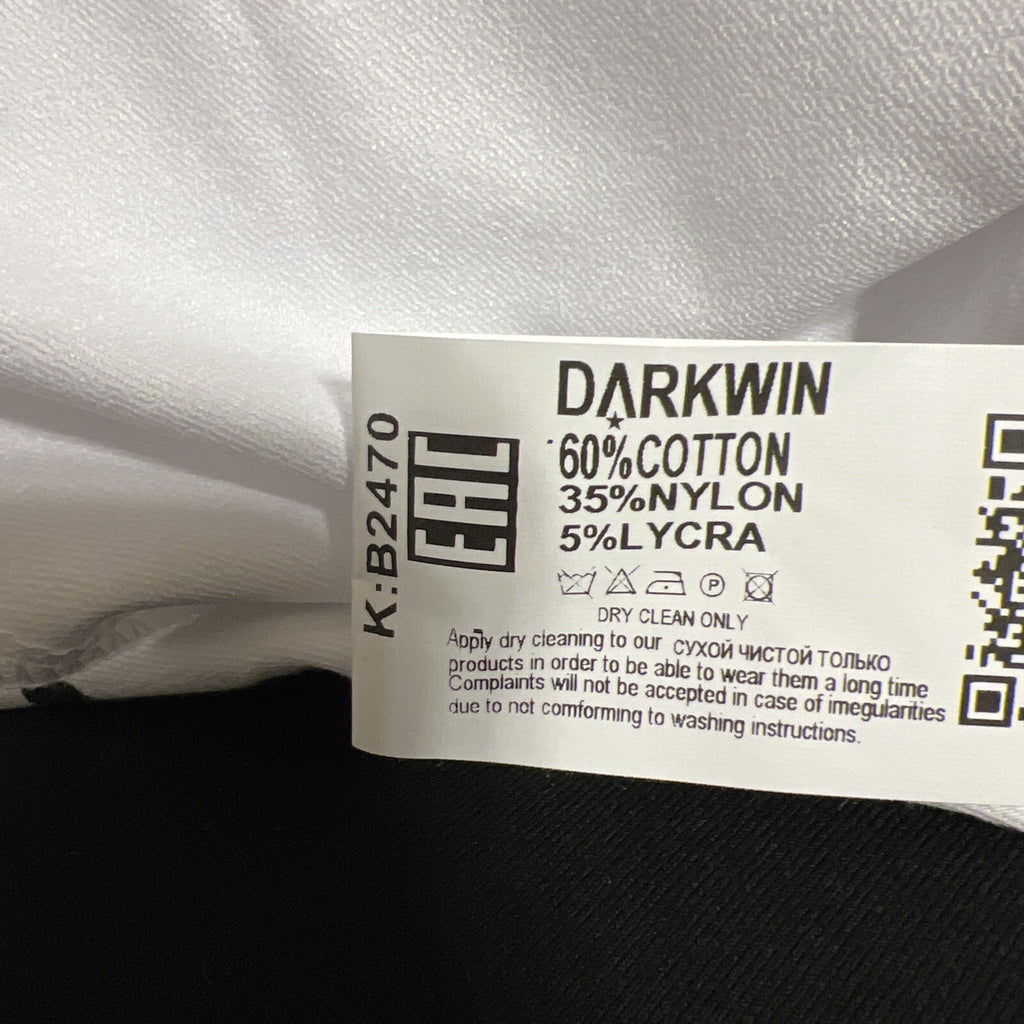 DARKWIN
60%COTTON
35%NYLON
5%LYCRA
P
DRY CLEAN ONLY
Apply dry cleaning to our СУХОЙ ЧИСТОЙ ТОЛЬКО
products in order to be able to wear them a long time
Complaints will not be accepted in case of imegularities
due to not comforming to washing instructions.
K:B2470
EAC